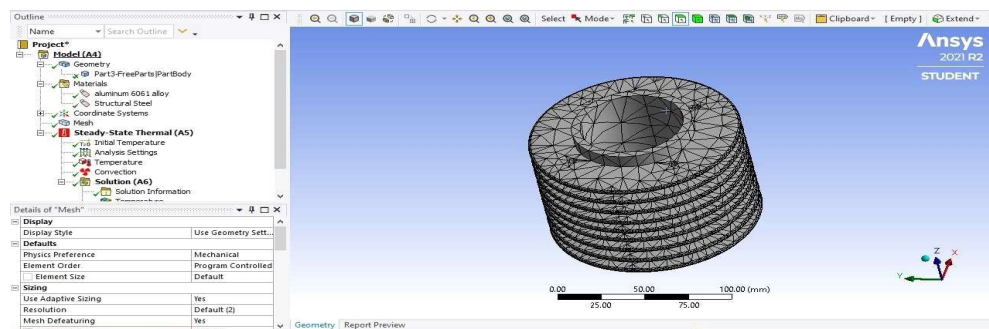 Outline
Name
Search Outline
Project*
Model (A4)
Geometry
Part3-FreeParts|PartBody
Materials
aluminum 6061 alloy
Structural Steel
Coordinate Systems
Mesh
Steady-State Thermal (A5)
Initial Temperature
Analysis Settings
Temperature
Convection
Solution (A6)
Solution Information
Temperature
Details of "Mesh"
Display
Display Style Use Geometry Sett...
Defaults
Physics Preference Mechanical
Element Order Program Controlled
Element Size Default
Sizing
Use Adaptive Sizing Yes
Resolution Default (2)
Mesh Defeaturing Yes
Select Mode Clipboard [ Empty ] Extend
Ansys
2021 R2
STUDENT
0.00 50.00 100.00 (mm)
25.00 75.00
Z X
Y
Geometry Report Preview